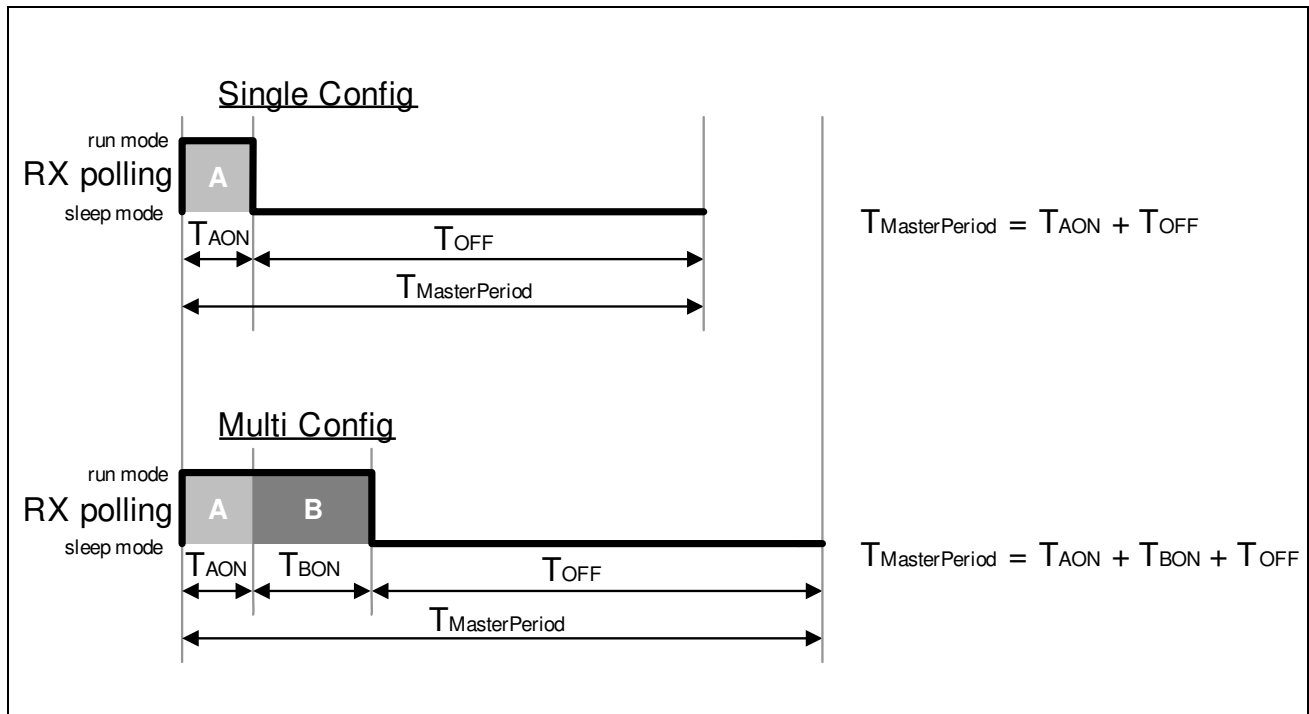 Single Config
run mode
RX polling
A
sleep mode
TAON
TOFF
TMasterPeriod
TMasterPeriod = TAON + TOFF
Multi Config
run mode
RX polling
A
B
sleep mode
TAON
TBON
TOFF
TMasterPeriod
TMasterPeriod = TAON + TBON + TOFF